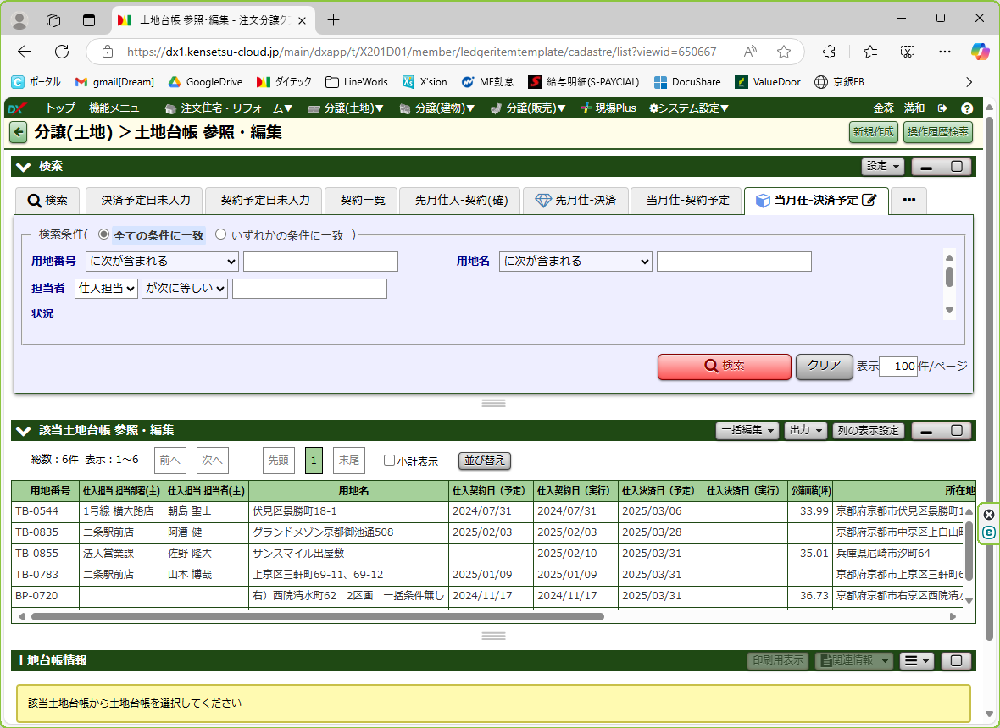 土地台帳 参照・編集 - 注文分譲ク
https://dx1.kensetsu-cloud.jp/main/dxapp/t/X201D01/member/ledgeritemtemplate/cadastre/list?viewid=650667
ポータル gmail[Dream] GoogleDrive ダイテック LineWorls X'sion MF勤怠 給与明細(S-PAYCIAL) DocuShare ValueDoor 京銀EB
DX トップ 機能メニュー 注文住宅・リフォーム▼ 分譲(土地)▼ 分譲(建物)▼ 分譲(販売)▼ 現場Plus システム設定▼ 金森 満和
分譲(土地) ＞土地台帳 参照・編集 新規作成 操作履歴検索
検索 設定
検索 決済予定日未入力 契約予定日未入力 契約一覧 先月仕入-契約(確) 先月仕-決済 当月仕-契約予定 当月仕-決済予定 •••
検索条件( 全ての条件に一致 いずれかの条件に一致 )
用地番号 に次が含まれる 用地名 に次が含まれる
担当者 仕入担当 が次に等しい
状況
検索 クリア 表示 100 件/ページ
該当土地台帳 参照・編集 一括編集 出力 列の表示設定
総数：6件 表示：1～6 前へ 次へ 先頭 1 末尾 小計表示 並び替え
用地番号 仕入担当 担当部署(主) 仕入担当 担当者(主) 用地名 仕入契約日（予定） 仕入契約日（実行） 仕入決済日（予定） 仕入決済日（実行） 公簿面積(坪) 所在地
TB-0544 1号線 横大路店 朝島 聖士 伏見区景勝町18-1 2024/07/31 2024/07/31 2025/03/06 33.99 京都府京都市伏見区景勝町1
TB-0835 二条駅前店 阿漕 健 グランドメゾン京都御池通508 2025/02/03 2025/02/03 2025/03/28 京都府京都市中京区上白山町
TB-0855 法人営業課 佐野 隆大 サンスマイル出屋敷 2025/02/10 2025/03/31 35.01 兵庫県尼崎市汐町64
TB-0783 二条駅前店 山本 博哉 上京区三軒町69-11、69-12 2025/01/09 2025/01/09 2025/03/31 京都府京都市上京区三軒町6
BP-0720 右）西院清水町62　2区画　一括条件無し 2024/11/17 2024/11/17 2025/03/31 36.73 京都府京都市右京区西院清水
土地台帳情報 印刷用表示 関連情報
該当土地台帳から土地台帳を選択してください